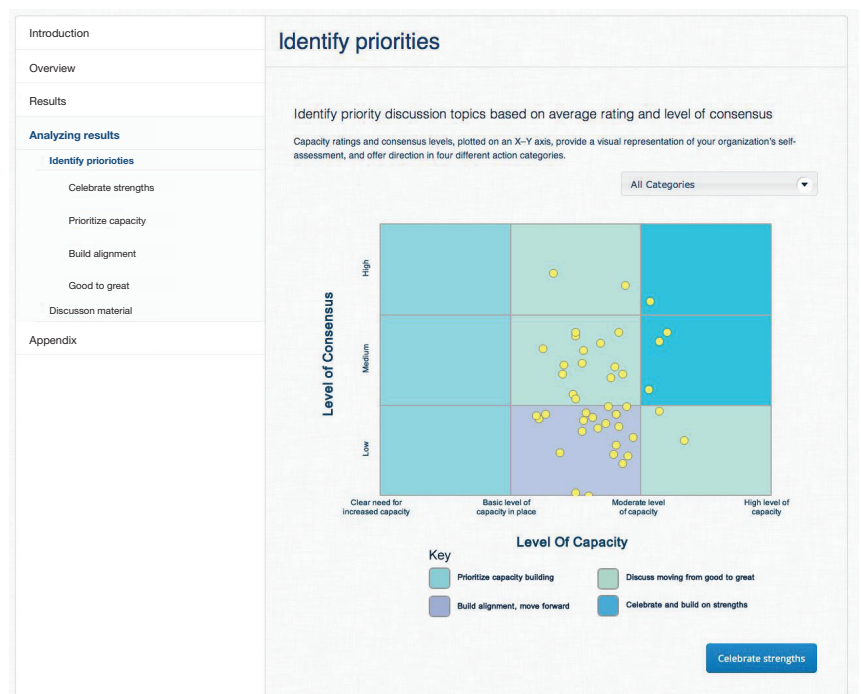 Introduction
Overview
Results
Analyzing results
Identify priorioties
Celebrate strengths
Prioritize capacity
Build alignment
Good to great
Discusson material
Appendix
Identify priorities
Identify priority discussion topics based on average rating and level of consensus
Capacity ratings and consensus levels, plotted on an X–Y axis, provide a visual representation of your organization's self-
assessment, and offer direction in four different action categories.
All Categories
Level of Consensus
High
Medium
Low
Clear need for
increased capacity
Basic level of
capacity in place
Moderate level
of capacity
High level of
capacity
Level Of Capacity
Key
Prioritize capacity building
Discuss moving from good to great
Build alignment, move forward
Celebrate and build on strengths
Celebrate strengths